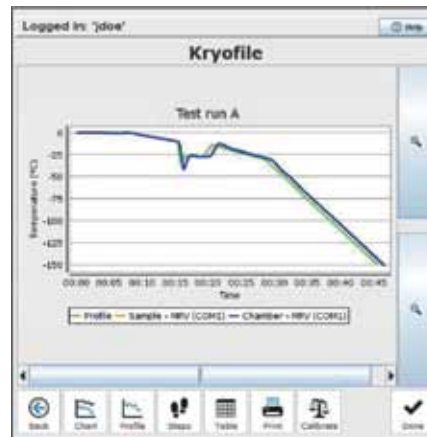 Logged in: 'jdoe'
Help
Kryofile
Test run A
0
-25
-50
-75
-100
-125
-150
Temperature (°C)
00:00 00:05 00:10 00:15 00:20 00:25 00:30 00:35 00:40 00:45
Time
Profile Sample - MRV (COM1) Chamber - MRV (COM1)
Back Chart Profile Steps Table Print Calibrate Done